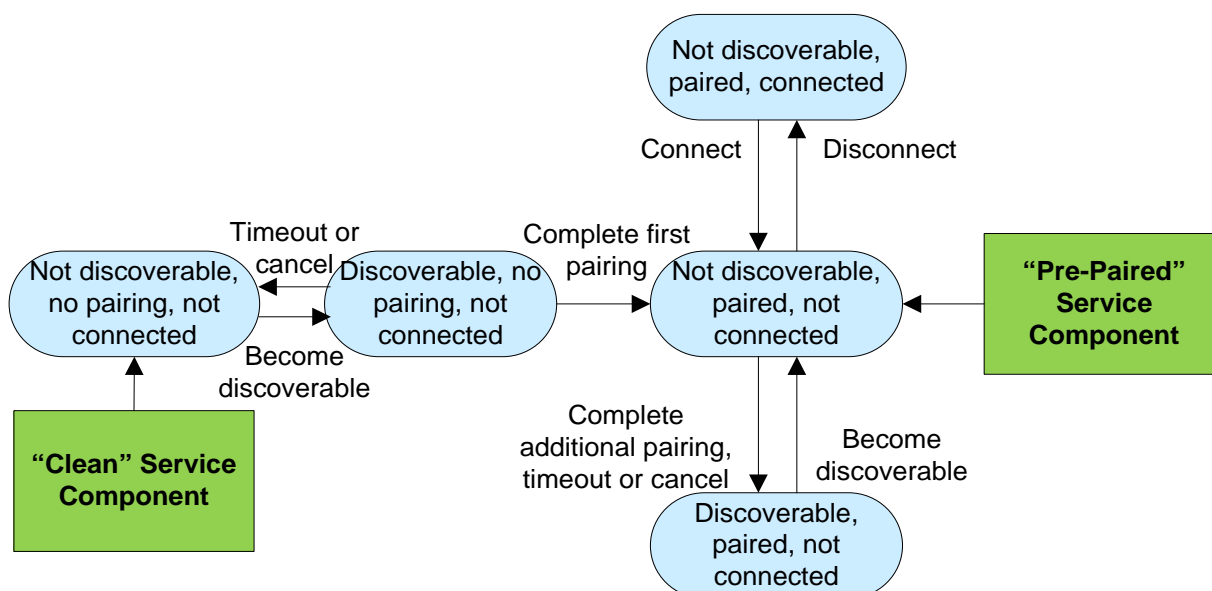 Not discoverable,
paired, connected
Connect
Disconnect
Timeout or
cancel
Complete first
pairing
Not discoverable,
no pairing, not
connected
Discoverable, no
pairing, not
connected
Not discoverable,
paired, not
connected
“Pre-Paired”
Service
Component
Become
discoverable
“Clean” Service
Component
Complete
additional pairing,
timeout or cancel
Become
discoverable
Discoverable,
paired, not
connected